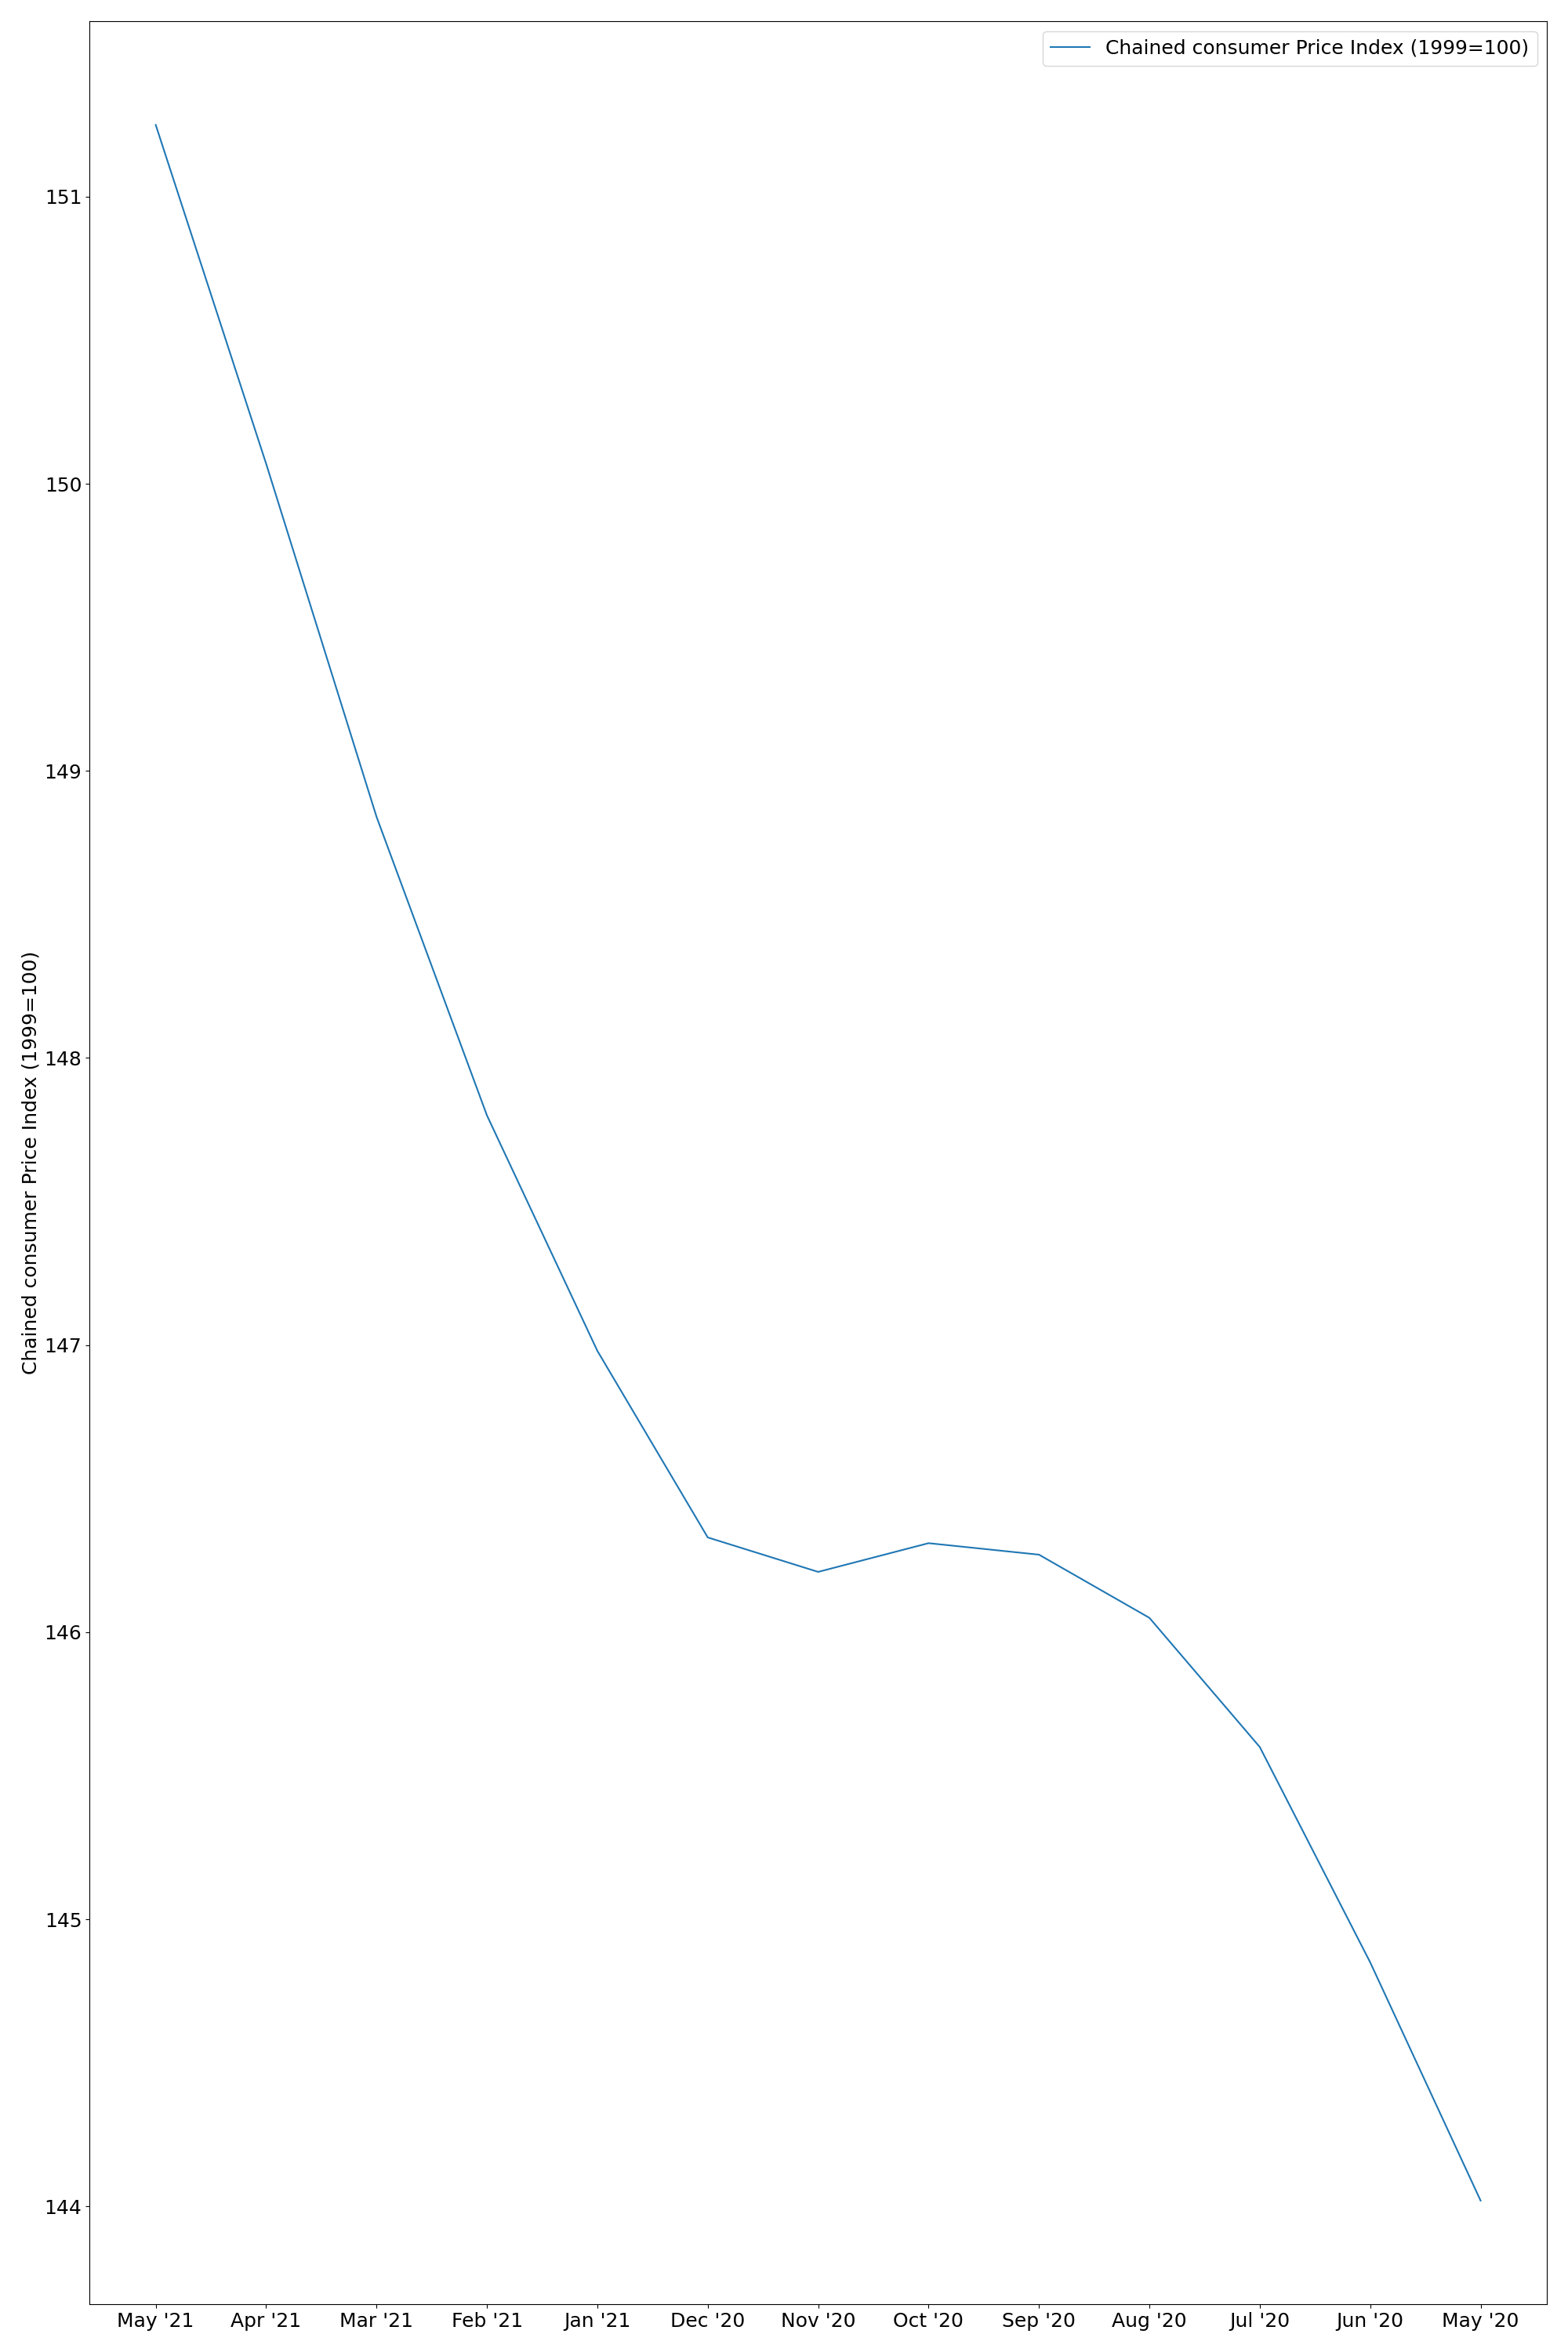 Chained consumer Price Index (1999=100)
151
150
149
148
147
146
145
144
Chained consumer Price Index (1999=100)
May '21 Apr '21 Mar '21 Feb '21 Jan '21 Dec '20 Nov '20 Oct '20 Sep '20 Aug '20 Jul '20 Jun '20 May '20